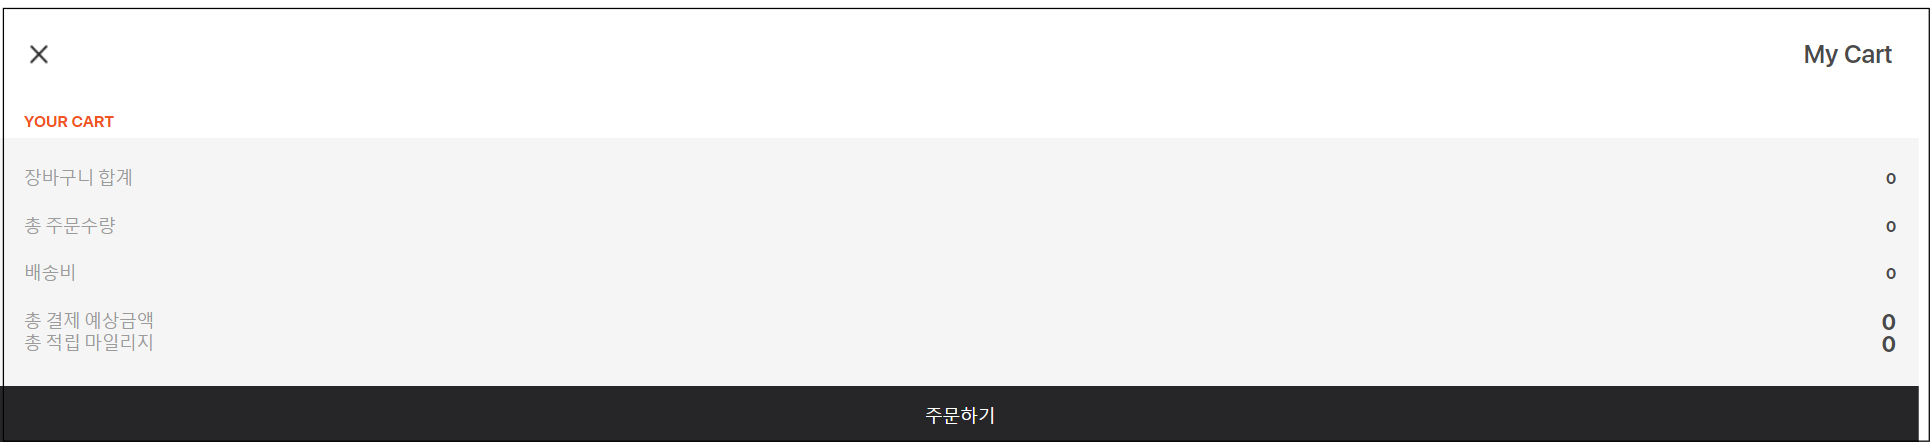 My Cart
YOUR CART
장바구니 합계 0
총 주문수량 0
배송비 0
총 결제 예상금액 0
총 적립 마일리지 0
주문하기